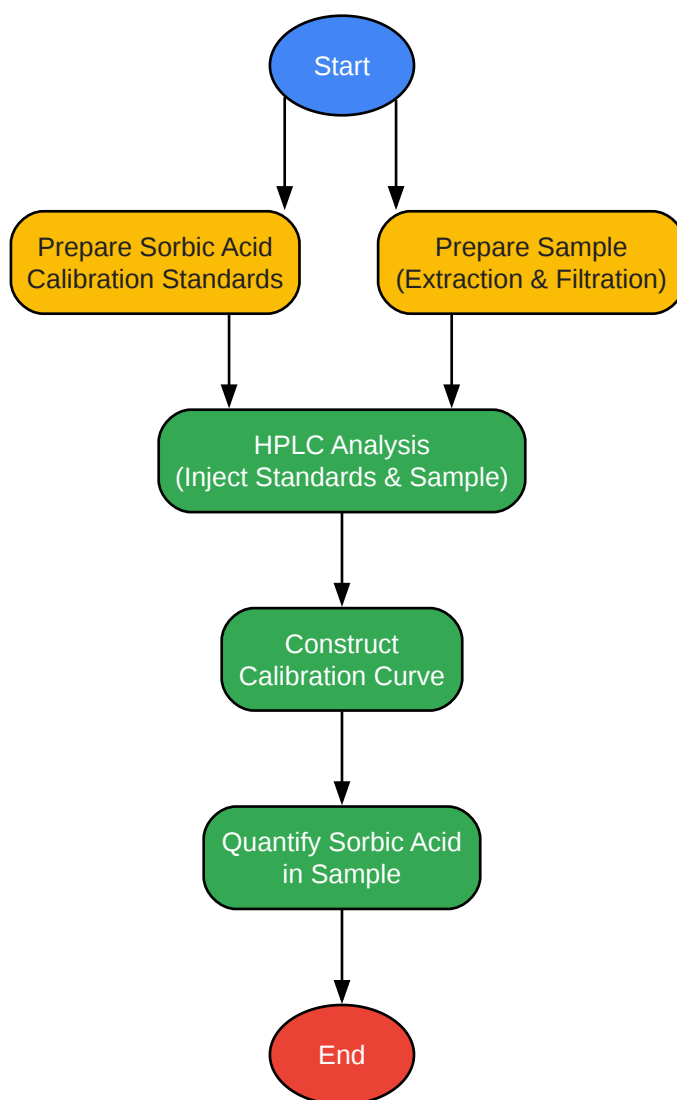 Start
Prepare Sorbic Acid
Calibration Standards
Prepare Sample
(Extraction & Filtration)
HPLC Analysis
(Inject Standards & Sample)
Construct
Calibration Curve
Quantify Sorbic Acid
in Sample
End